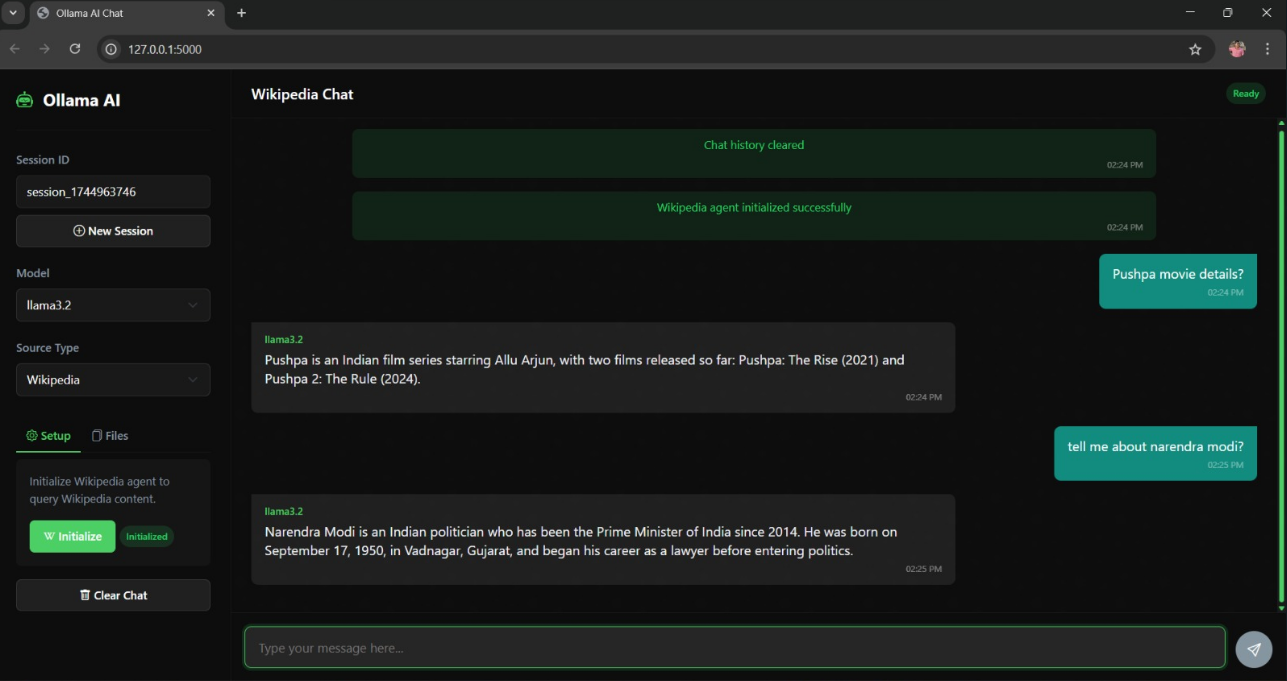 Ollama AI Chat
127.0.0.1:5000
Ollama AI
Session ID
session_1744963746
New Session
Model
llama3.2
Source Type
Wikipedia
Setup
Files
Initialize Wikipedia agent to
query Wikipedia content.
W Initialize
Initialized
Clear Chat
Wikipedia Chat
Ready
Chat history cleared
02:24 PM
Wikipedia agent initialized successfully
02:24 PM
Pushpa movie details?
02:24 PM
llama3.2
Pushpa is an Indian film series starring Allu Arjun, with two films released so far: Pushpa: The Rise (2021) and
Pushpa 2: The Rule (2024).
02:24 PM
tell me about narendra modi?
02:25 PM
llama3.2
Narendra Modi is an Indian politician who has been the Prime Minister of India since 2014. He was born on
September 17, 1950, in Vadnagar, Gujarat, and began his career as a lawyer before entering politics.
02:25 PM
Type your message here...